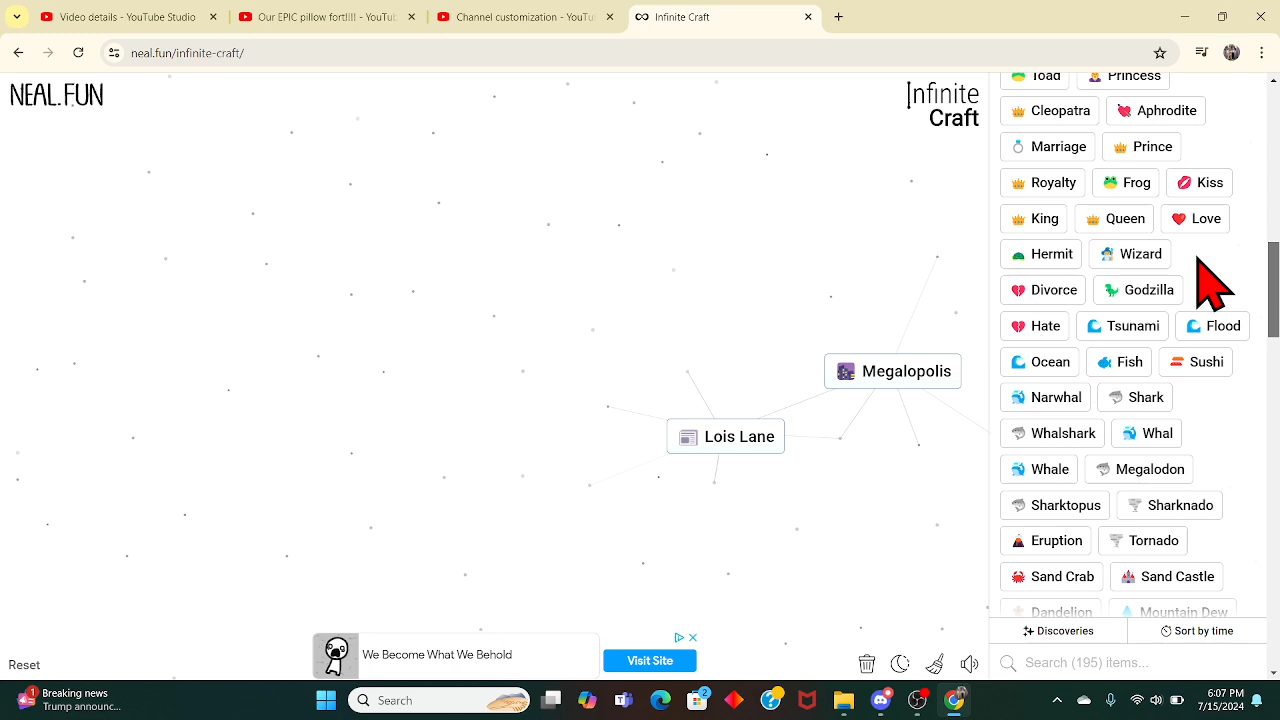 Video details - YouTube Studio
Our EPIC pillow fort!!!! - YouTu
Channel customization - YouTu
Infinite Craft
neal.fun/infinite-craft/
NEAL.FUN
Infinite
Craft
Toad Princess
Cleopatra Aphrodite
Marriage Prince
Royalty Frog Kiss
King Queen Love
Hermit Wizard
Divorce Godzilla
Hate Tsunami Flood
Ocean Fish Sushi
Narwhal Shark
Whalshark Whal
Whale Megalodon
Sharktopus Sharknado
Eruption Tornado
Sand Crab Sand Castle
Dandelion Mountain Dew
Megalopolis
Lois Lane
Discoveries Sort by time
Search (195) items...
We Become What We Behold
Visit Site
Reset
1
Breaking news
Trump announc...
Search
2
6:07 PM
7/15/2024